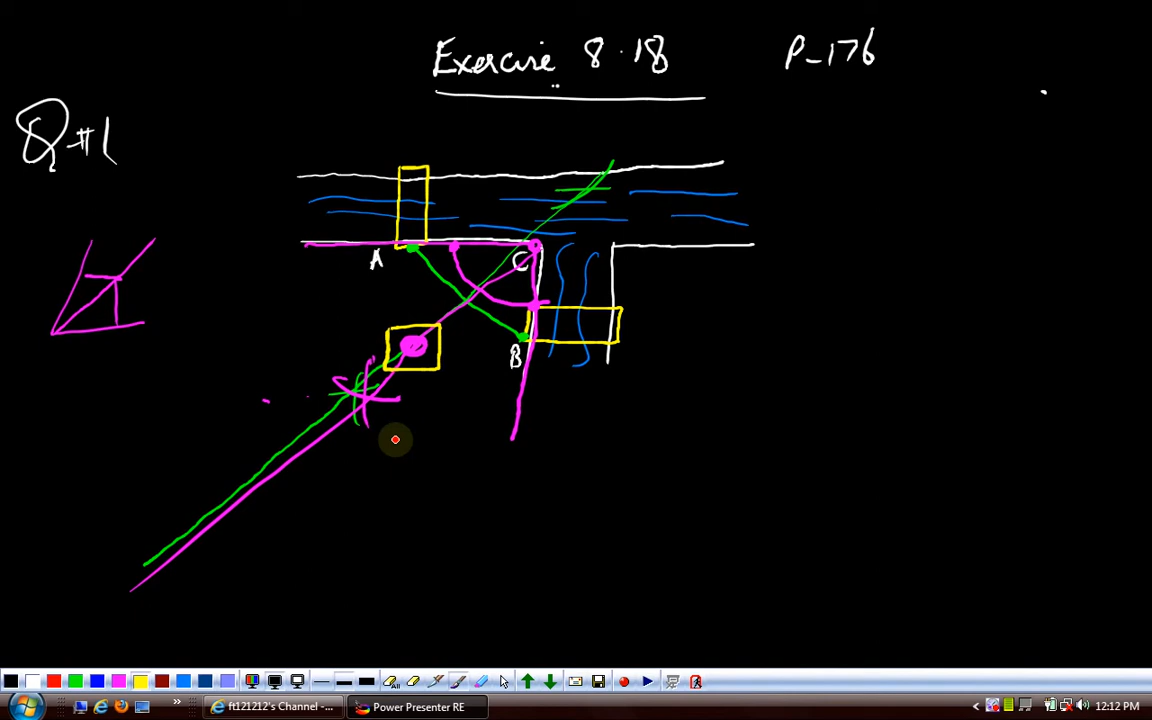 Exercise 8.18 P-176
Q#1
A
C
B
ft121212's Channel -...
Power Presenter RE
12:12 PM